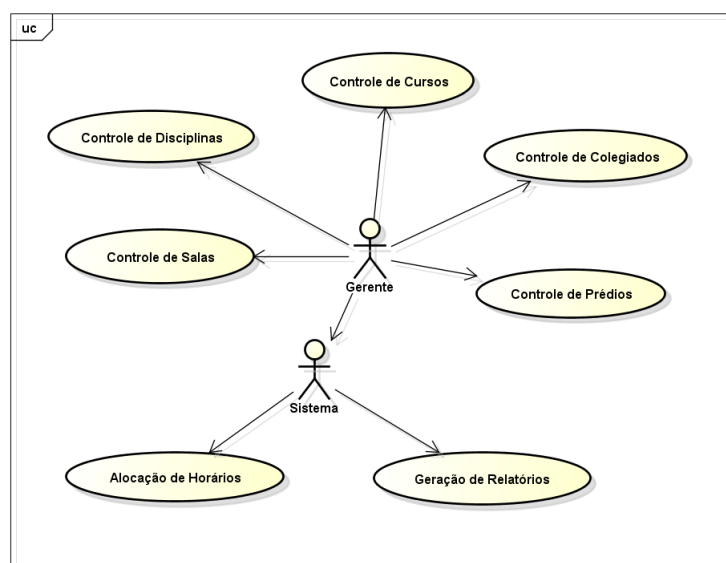 uc
Controle de Cursos
Controle de Disciplinas
Controle de Colegiados
Controle de Salas
Gerente
Controle de Prédios
Sistema
Alocação de Horários
Geração de Relatórios